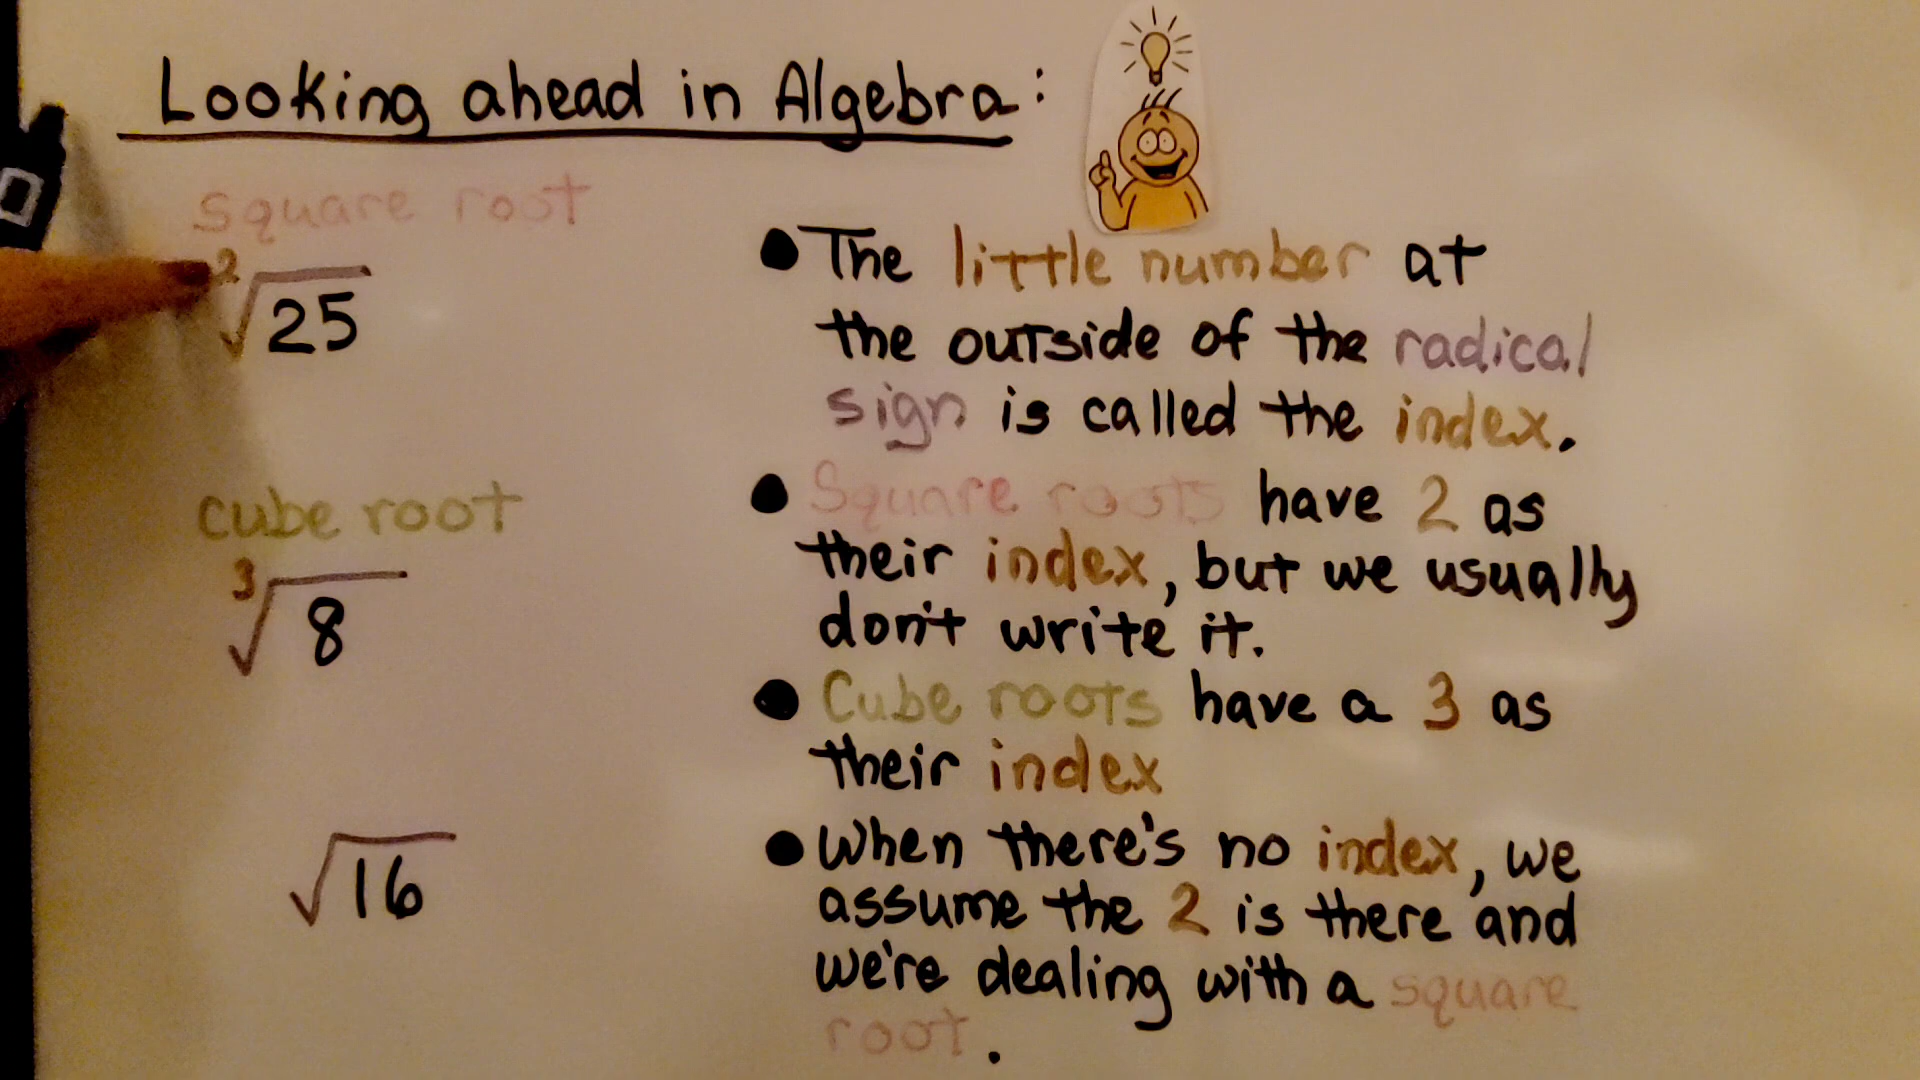 Looking ahead in Algebra:
square root
²√25
cube root
³√8
√16
• The little number at
the outside of the radical
sign is called the index.
• Square roots have 2 as
their index, but we usually
don't write it.
• Cube roots have a 3 as
their index
• When there's no index, we
assume the 2 is there and
we're dealing with a square
root.